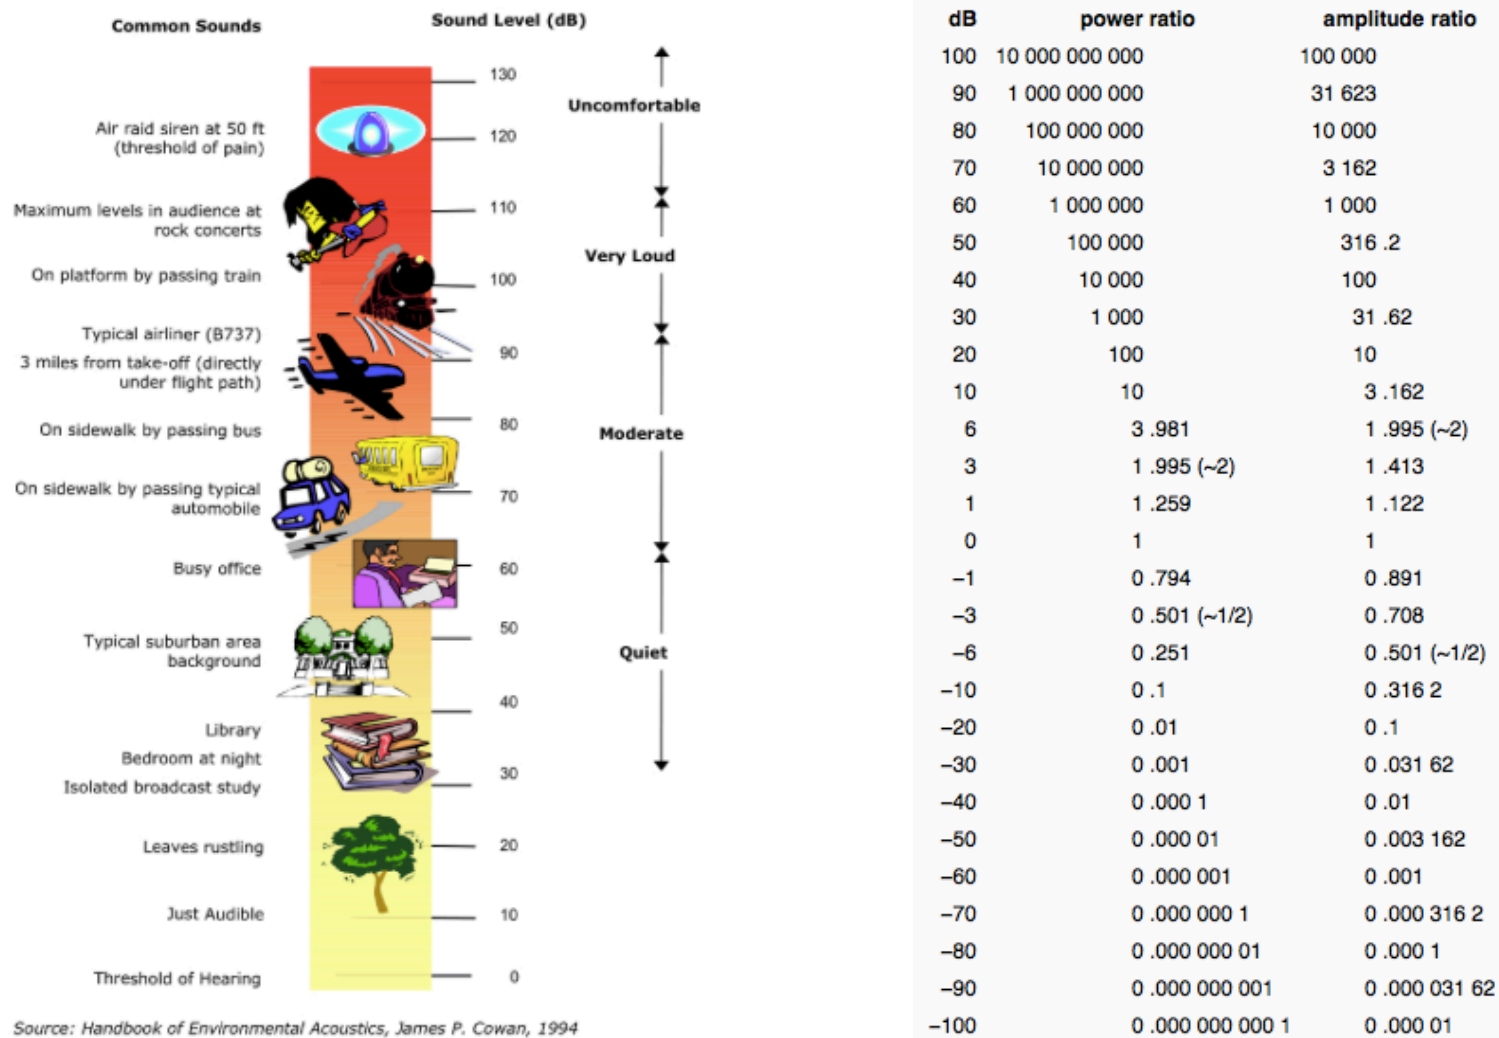 Common Sounds
Sound Level (dB)
130
Uncomfortable
Air raid siren at 50 ft
(threshold of pain)
120
Maximum levels in audience at
rock concerts
110
Very Loud
On platform by passing train
100
Typical airliner (B737)
3 miles from take-off (directly
under flight path)
90
On sidewalk by passing bus
80
Moderate
On sidewalk by passing typical
automobile
70
Busy office
60
Typical suburban area
background
50
Quiet
40
Library
Bedroom at night
Isolated broadcast study
30
Leaves rustling
20
Just Audible
10
Threshold of Hearing
0
Source: Handbook of Environmental Acoustics, James P. Cowan, 1994
dB power ratio amplitude ratio
100 10 000 000 000 100 000
90 1 000 000 000 31 623
80 100 000 000 10 000
70 10 000 000 3 162
60 1 000 000 1 000
50 100 000 316 .2
40 10 000 100
30 1 000 31 .62
20 100 10
10 10 3 .162
6 3 .981 1 .995 (~2)
3 1 .995 (~2) 1 .413
1 1 .259 1 .122
0 1 1
−1 0 .794 0 .891
−3 0 .501 (~1/2) 0 .708
−6 0 .251 0 .501 (~1/2)
−10 0 .1 0 .316 2
−20 0 .01 0 .1
−30 0 .001 0 .031 62
−40 0 .000 1 0 .01
−50 0 .000 01 0 .003 162
−60 0 .000 001 0 .001
−70 0 .000 000 1 0 .000 316 2
−80 0 .000 000 01 0 .000 1
−90 0 .000 000 001 0 .000 031 62
−100 0 .000 000 000 1 0 .000 01